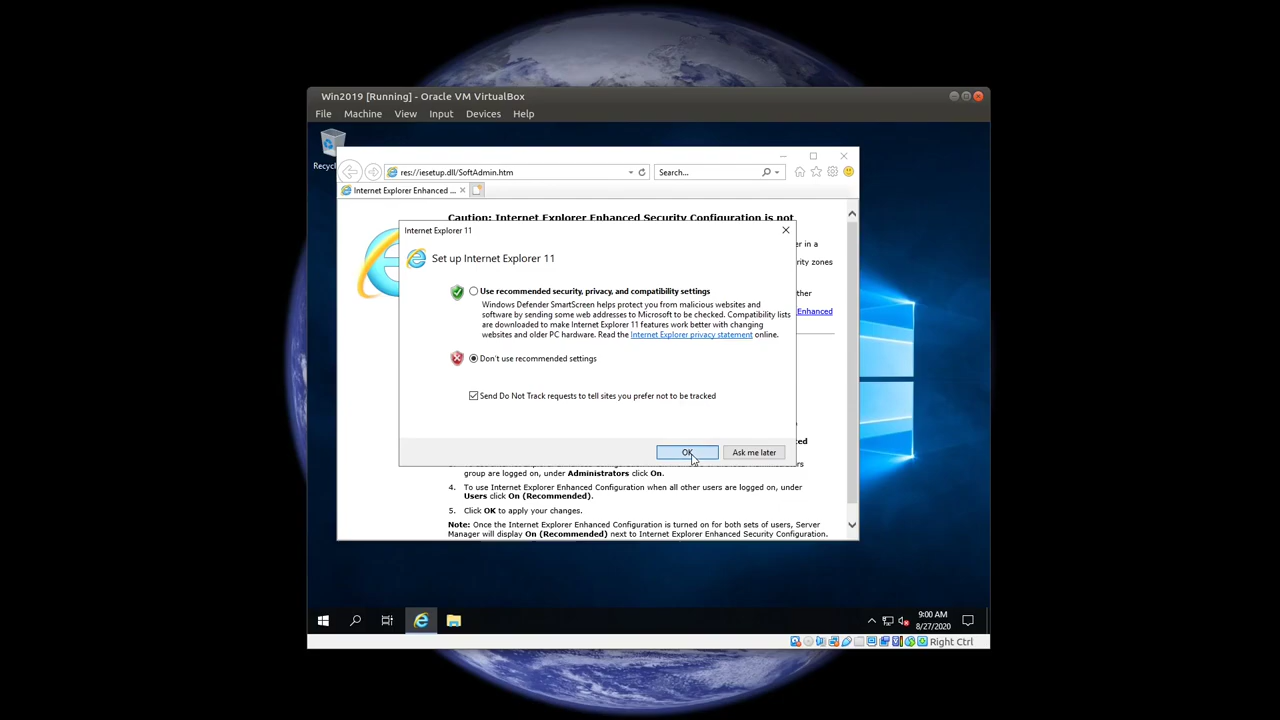 Win2019 [Running] - Oracle VM VirtualBox
File Machine View Input Devices Help
Recycl
res://iesetup.dll/SoftAdmin.htm
Search...
Internet Explorer Enhanced ...
Caution: Internet Explorer Enhanced Security Configuration is not
Internet Explorer 11
er in a
Set up Internet Explorer 11
urity zones
Use recommended security, privacy, and compatibility settings
other
Windows Defender SmartScreen helps protect you from malicious websites and
software by sending some web addresses to Microsoft to be checked. Compatibility lists
Enhanced
are downloaded to make Internet Explorer 11 features work better with changing
websites and older PC hardware. Read the Internet Explorer privacy statement online.
Don't use recommended settings
Send Do Not Track requests to tell sites you prefer not to be tracked
ted
OK
Ask me later
group are logged on, under Administrators click On.
4. To use Internet Explorer Enhanced Configuration when all other users are logged on, under
Users click On (Recommended).
5. Click OK to apply your changes.
Note: Once the Internet Explorer Enhanced Configuration is turned on for both sets of users, Server
Manager will display On (Recommended) next to Internet Explorer Enhanced Security Configuration.
9:00 AM
8/27/2020
Right Ctrl